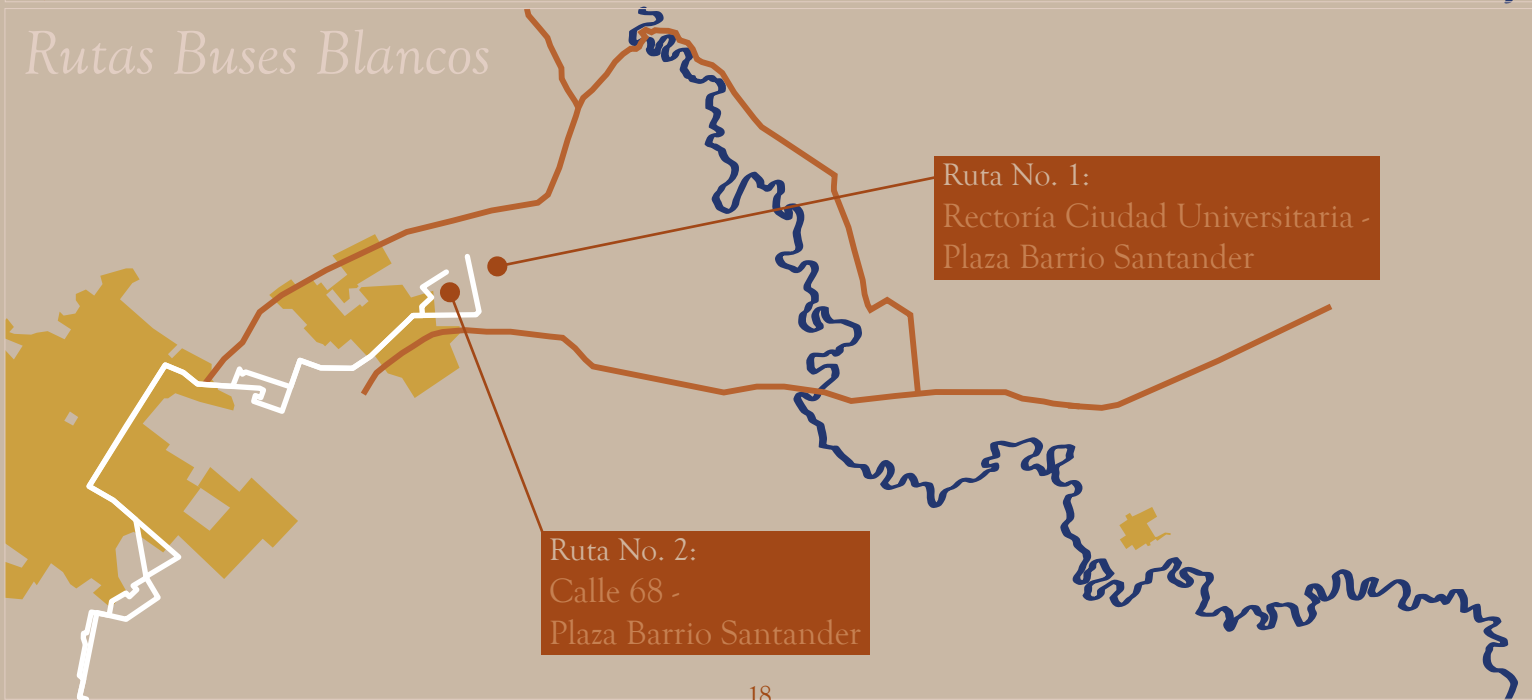 Rutas Buses Blancos
Ruta No. 1:
Rectoría Ciudad Universitaria -
Plaza Barrio Santander
Ruta No. 2:
Calle 68 -
Plaza Barrio Santander
18